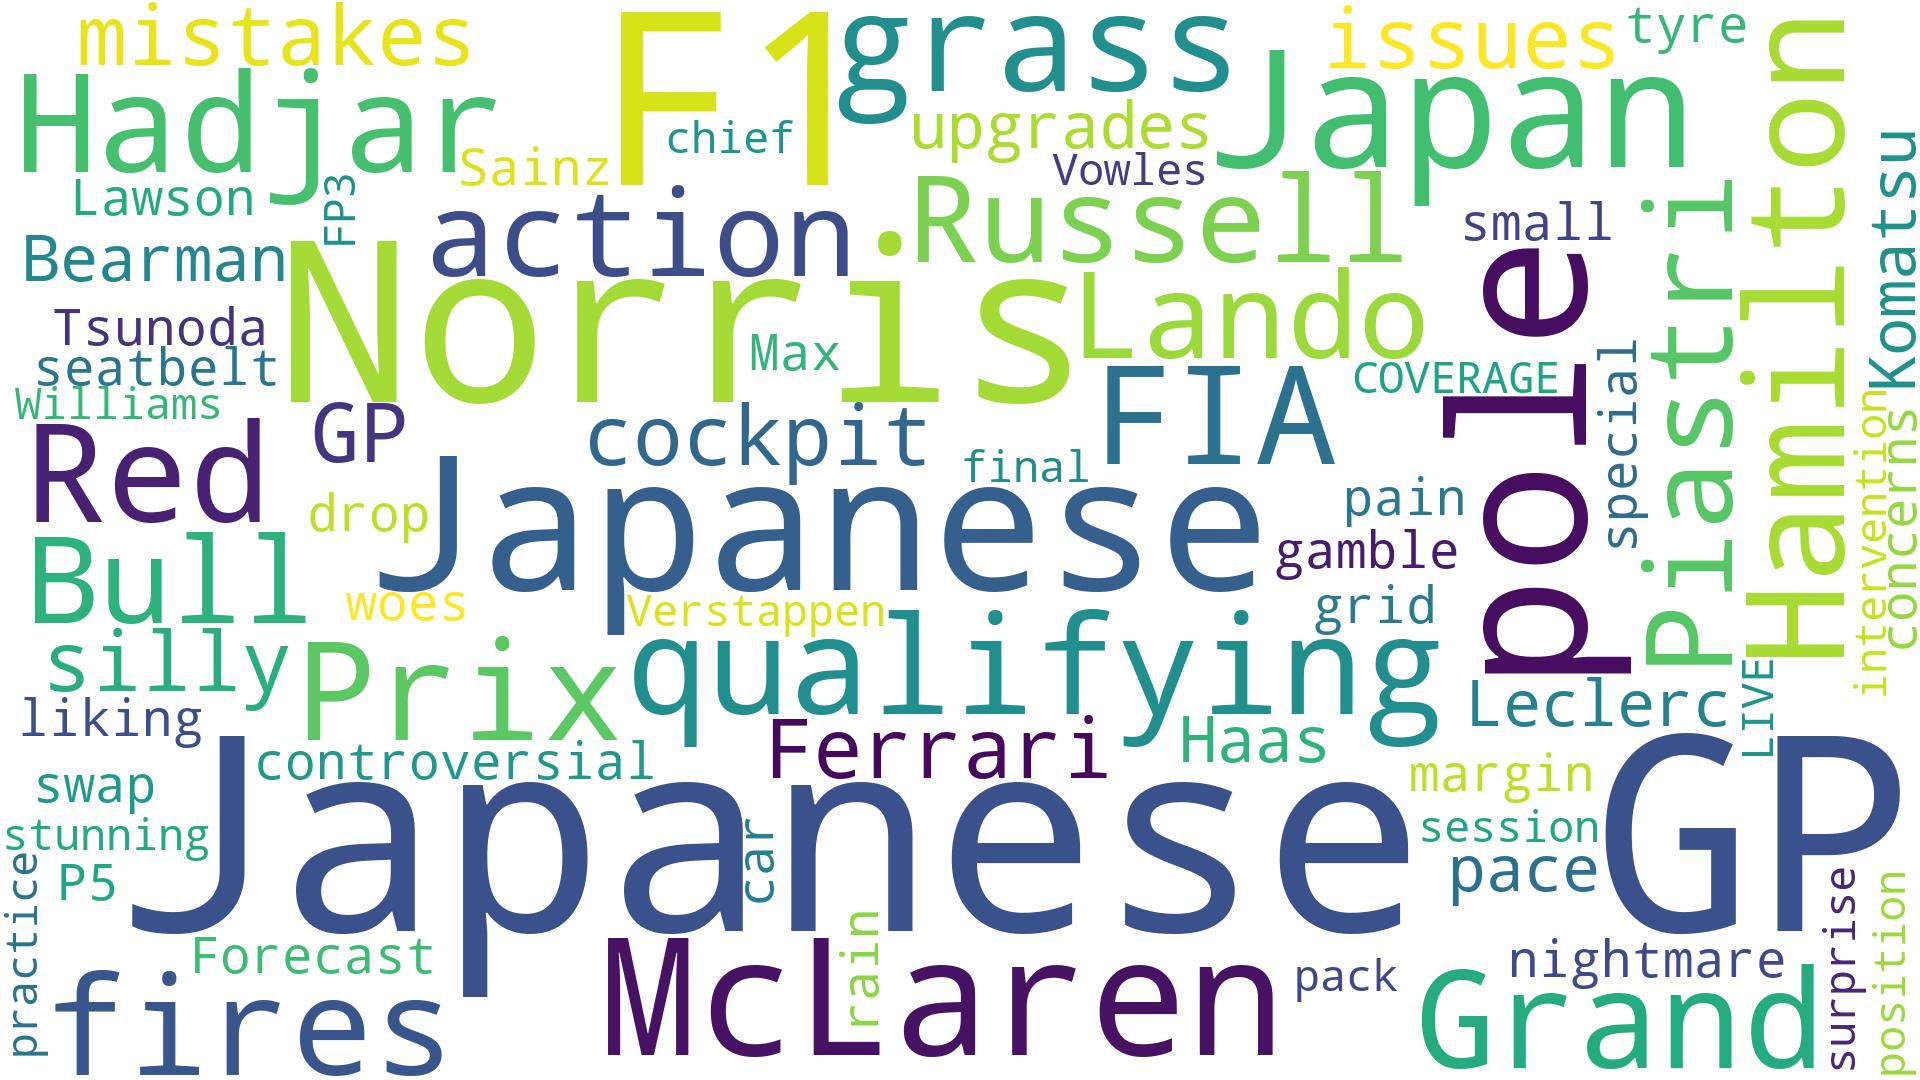 mistakes
F1
grass
issues
tyre
Hadjar
Japan
Hamilton
chief
upgrades
Sainz
Vowles
Lawson
FP3
action
Russell
small
Piastri
Komatsu
Bearman
Norris
Lando
pole
Tsunoda
Max
seatbelt
COVERAGE
special
Williams
GP
cockpit
FIA
intervention
concerns
Red
final
Japanese
pain
drop
gamble
Bull
woes
Verstappen
grid
silly
Prix
qualifying
Leclerc
LIVE
liking
controversial
Ferrari
Haas
swap
margin
Japanese GP
stunning
car
session
P5
pace
practice
surprise
position
Forecast
rain
McLaren
pack
nightmare
fires
Grand